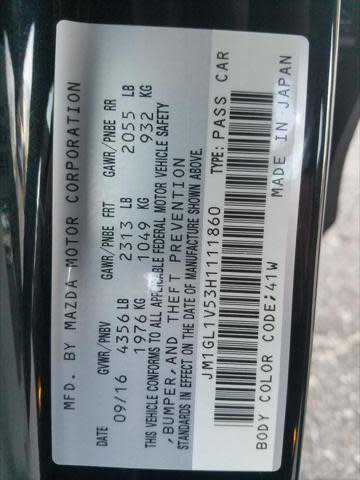 MFD. BY MAZDA MOTOR CORPORATION
DATE GVWR/PNBV GAWR/PNBE FRT GAWR/PNBE RR
09/16 4356 LB 2313 LB 2055 LB
1976 KG 1049 KG 932 KG
THIS VEHICLE CONFORMS TO ALL APPLICABLE FEDERAL MOTOR VEHICLE SAFETY
,BUMPER,AND THEFT PREVENTION
STANDARDS IN EFFECT ON THE DATE OF MANUFACTURE SHOWN ABOVE.
JM1GL1V53H1111860 TYPE: PASS CAR
BODY COLOR CODE;41W MADE IN JAPAN